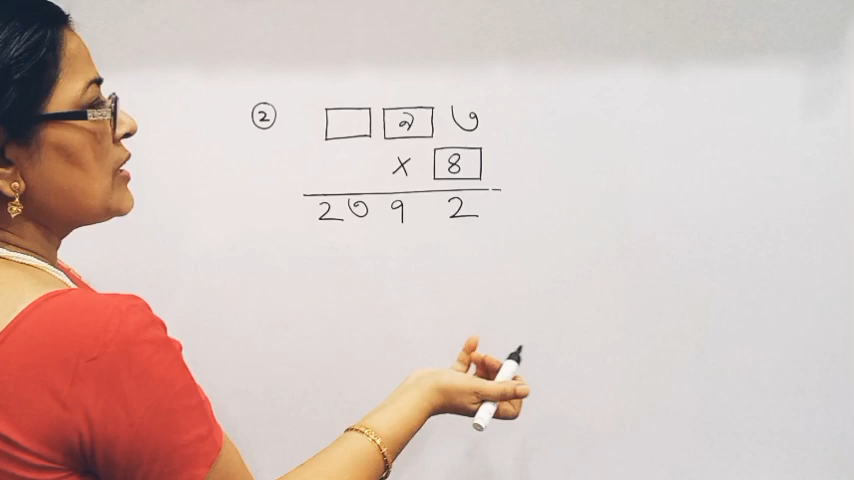 ২ ৯ ৩
× ৪
২৩৭২